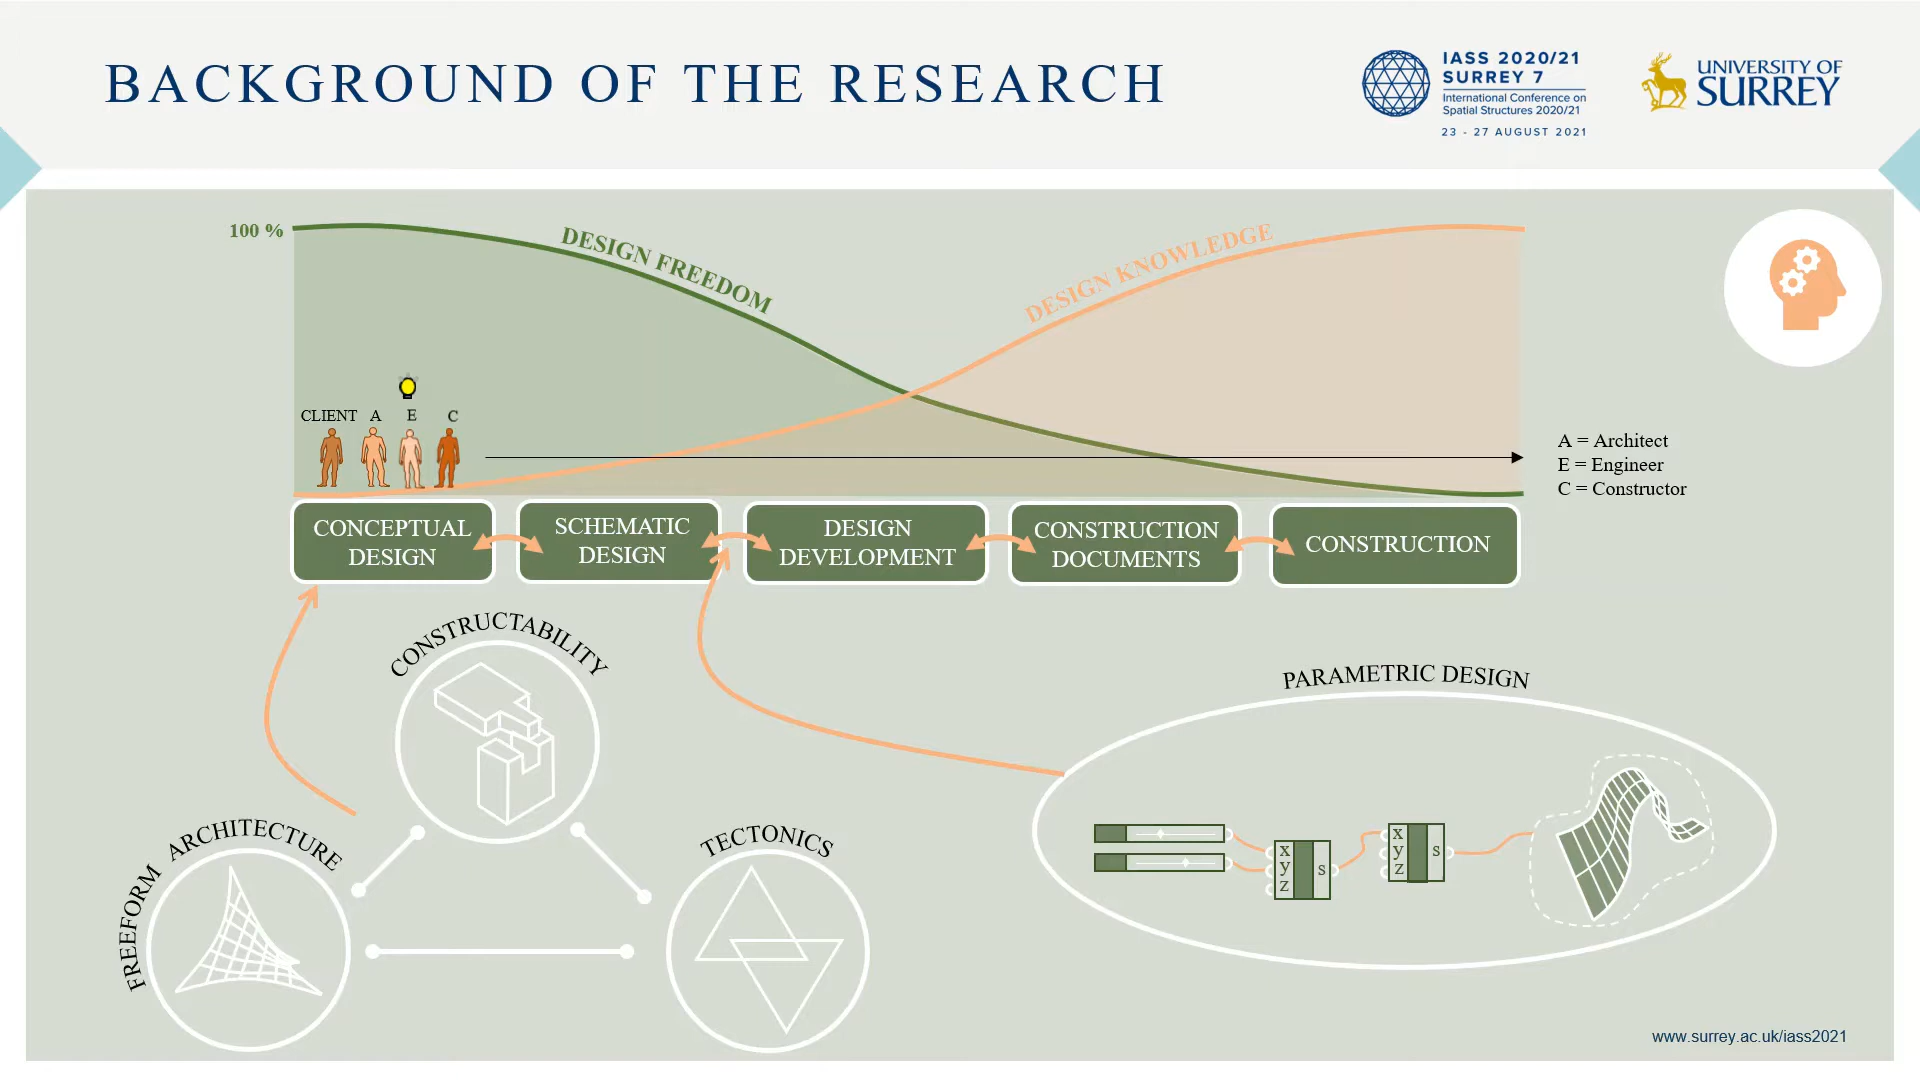 BACKGROUND OF THE RESEARCH
IASS 2020/21
SURREY 7
International Conference on
Spatial Structures 2020/21
23 - 27 AUGUST 2021
UNIVERSITY OF
SURREY
100 %
DESIGN FREEDOM
DESIGN KNOWLEDGE
CLIENT A E C
A = Architect
E = Engineer
C = Constructor
CONCEPTUAL
DESIGN
SCHEMATIC
DESIGN
DESIGN
DEVELOPMENT
CONSTRUCTION
DOCUMENTS
CONSTRUCTION
CONSTRUCTABILITY
FREEFORM ARCHITECTURE
TECTONICS
PARAMETRIC DESIGN
x
y
z
s
x
y
z
s
www.surrey.ac.uk/iass2021